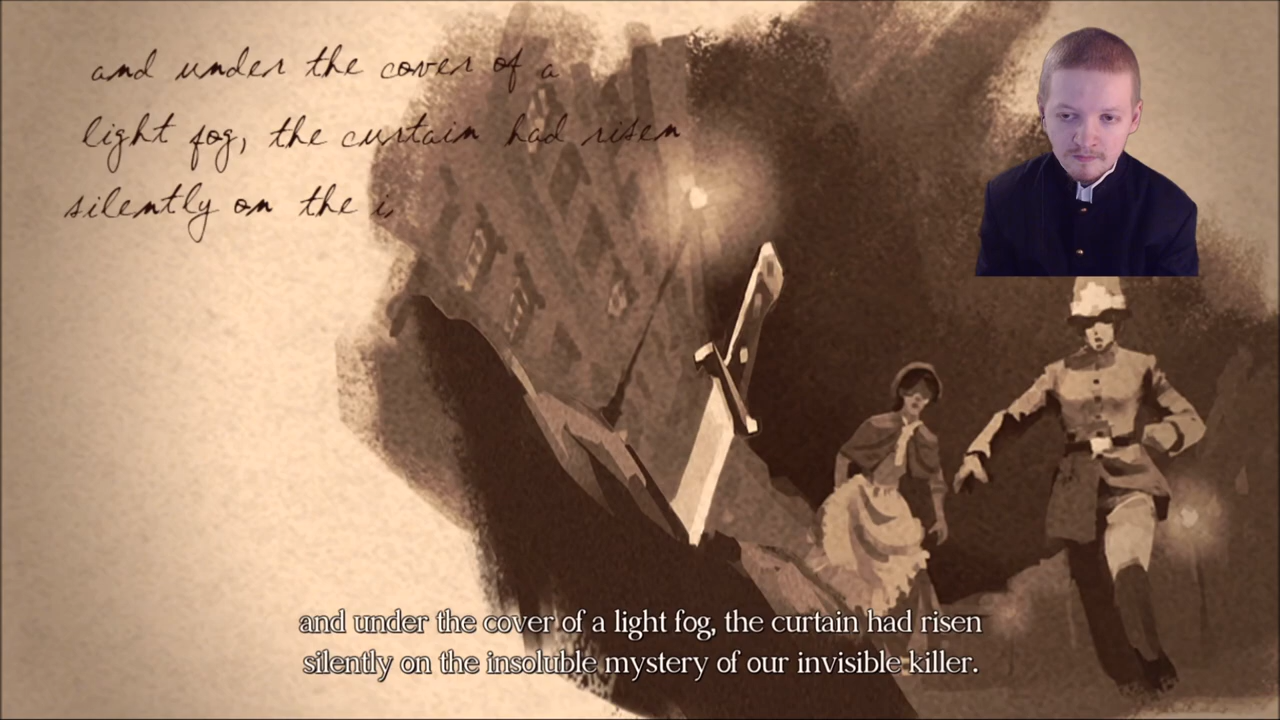 and under the cover of a
light fog, the curtain had risen
silently on the i
and under the cover of a light fog, the curtain had risen
silently on the insoluble mystery of our invisible killer.